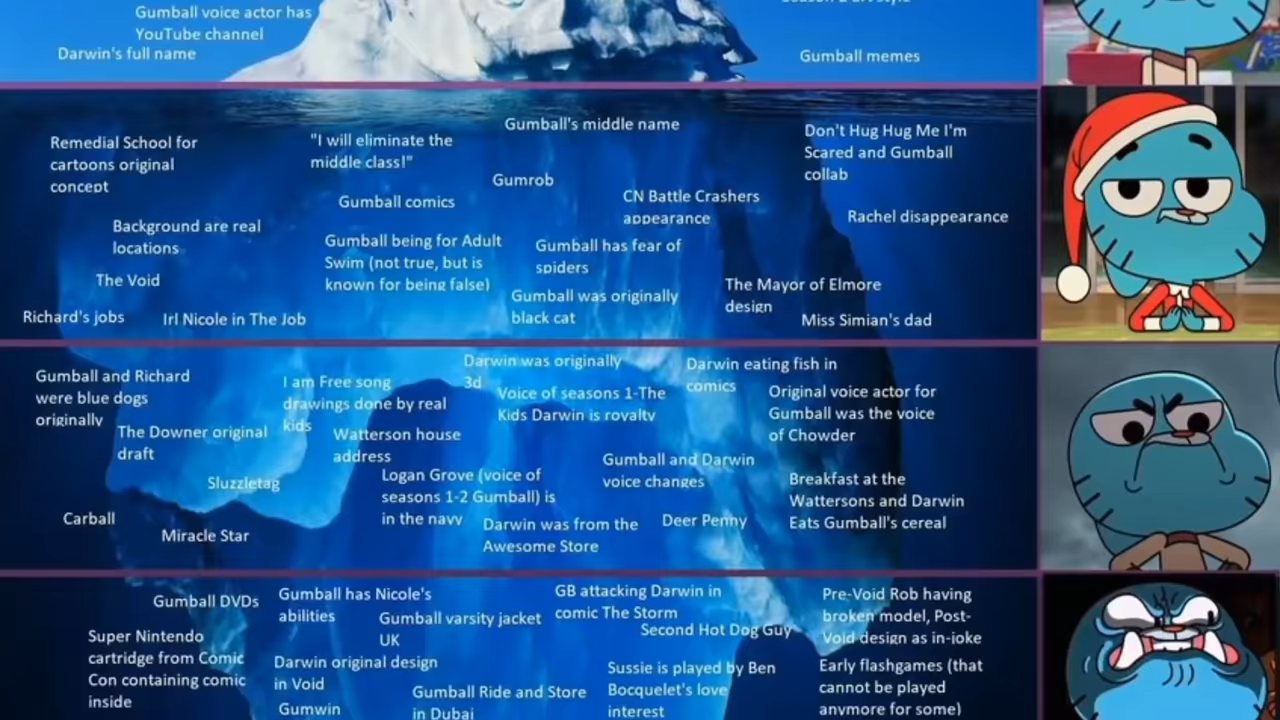 Gumball voice actor has
YouTube channel
Darwin's full name
Gumball memes
Remedial School for
cartoons original
concept
"I will eliminate the
middle class!"
Gumball's middle name
Don't Hug Hug Me I'm
Scared and Gumball
collab
Gumrob
Gumball comics
CN Battle Crashers
appearance
Rachel disappearance
Background are real
locations
Gumball being for Adult
Swim (not true, but is
known for being false)
Gumball has fear of
spiders
The Void
The Mayor of Elmore
design
Gumball was originally
black cat
Richard's jobs
Irl Nicole in The Job
Miss Simian's dad
Gumball and Richard
were blue dogs
originally
I am Free song
drawings done by real
kids
Darwin was originally
3d
Voice of seasons 1-The
Kids Darwin is royalty
Darwin eating fish in
comics
Original voice actor for
Gumball was the voice
of Chowder
The Downer original
draft
Watterson house
address
Sluzzletag
Logan Grove (voice of
seasons 1-2 Gumball) is
in the navy
Gumball and Darwin
voice changes
Breakfast at the
Wattersons and Darwin
Eats Gumball's cereal
Carball
Miracle Star
Darwin was from the
Awesome Store
Deer Penny
Gumball DVDs
Gumball has Nicole's
abilities
Gumball varsity jacket
UK
GB attacking Darwin in
comic The Storm
Second Hot Dog Guy
Pre-Void Rob having
broken model, Post-
Void design as in-joke
Super Nintendo
cartridge from Comic
Con containing comic
inside
Darwin original design
in Void
Gumwin
Gumball Ride and Store
in Dubai
Sussie is played by Ben
Bocquelet's love
interest
Early flashgames (that
cannot be played
anymore for some)